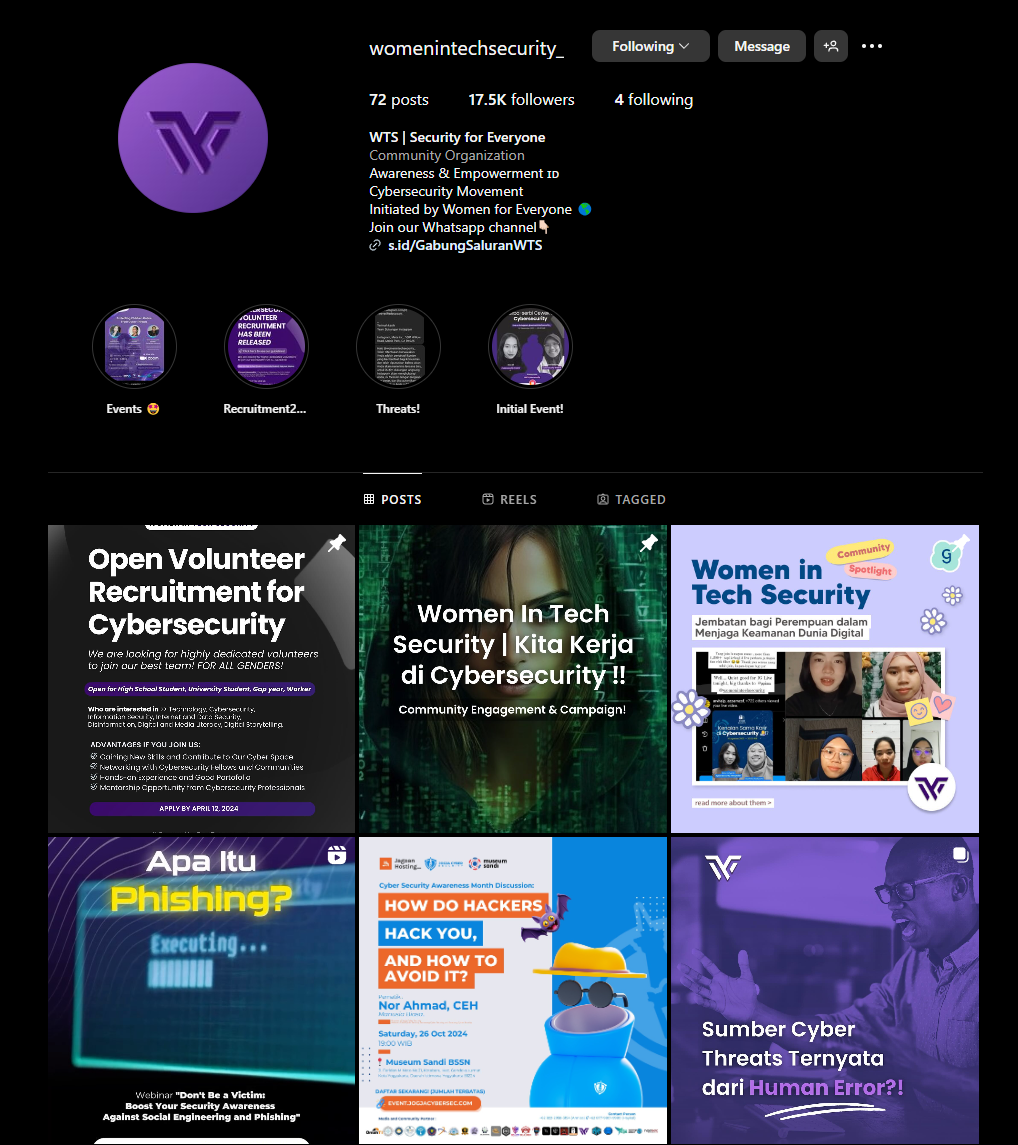 womenintechsecurity_
Following
Message
72 posts
17.5K followers
4 following
WTS | Security for Everyone
Community Organization
Awareness & Empowerment ɪᴅ
Cybersecurity Movement
Initiated by Women for Everyone 🌎
Join our Whatsapp channel👇🏻
s.id/GabungSaluranWTS
VOLUNTEER
RECRUITMENT
HAS BEEN
RELEASED
Cybersecurity
Events 🤩
Recruitment2...
Threats!
Initial Event!
POSTS
REELS
TAGGED
Open Volunteer
Recruitment for
Cybersecurity
We are looking for highly dedicated volunteers
to join our best team! FOR ALL GENDERS!
Open for High School Student, University Student, Gap year, Worker
Who are interested in >> Technology, Cybersecurity,
Information security, Internet and Data Security,
Disinformation, Digital and Media Literacy, Digital Storytelling.
ADVANTAGES IF YOU JOIN US:
Gaining New Skills and Contribute to Our Cyber Space
Networking with Cybersecurity Fellows and Communities
Hands-on Experience and Good Portofolio
Mentorship Opportunity from Cybersecurity Professionals
APPLY BY APRIL 12, 2024
Women In Tech
Security | Kita Kerja
di Cybersecurity !!
Community Engagement & Campaign!
Community
Spotlight
g
Women in
Tech Security
Jembatan bagi Perempuan dalam
Menjaga Keamanan Dunia Digital
Kenalan Sama Karir
di Cybersecurity
read more about them >
Apa Itu
Phishing?
Executing...
Webinar "Don't Be a Victim:
Boost Your Security Awareness
Against Social Engineering and Phishing"
Jagoan
Hosting
museum
sandi
Cyber Security Awareness Month Discussion:
HOW DO HACKERS
HACK YOU,
AND HOW TO
AVOID IT?
Nor Ahmad, CEH
Saturday, 26 Oct 2024
19:00 WIB
Museum Sandi BSSN
DAFTAR SEKARANG! (JUMLAH TERBATAS)
EVENT.JOGJACYBERSEC.COM
Sumber Cyber
Threats Ternyata
dari Human Error?!